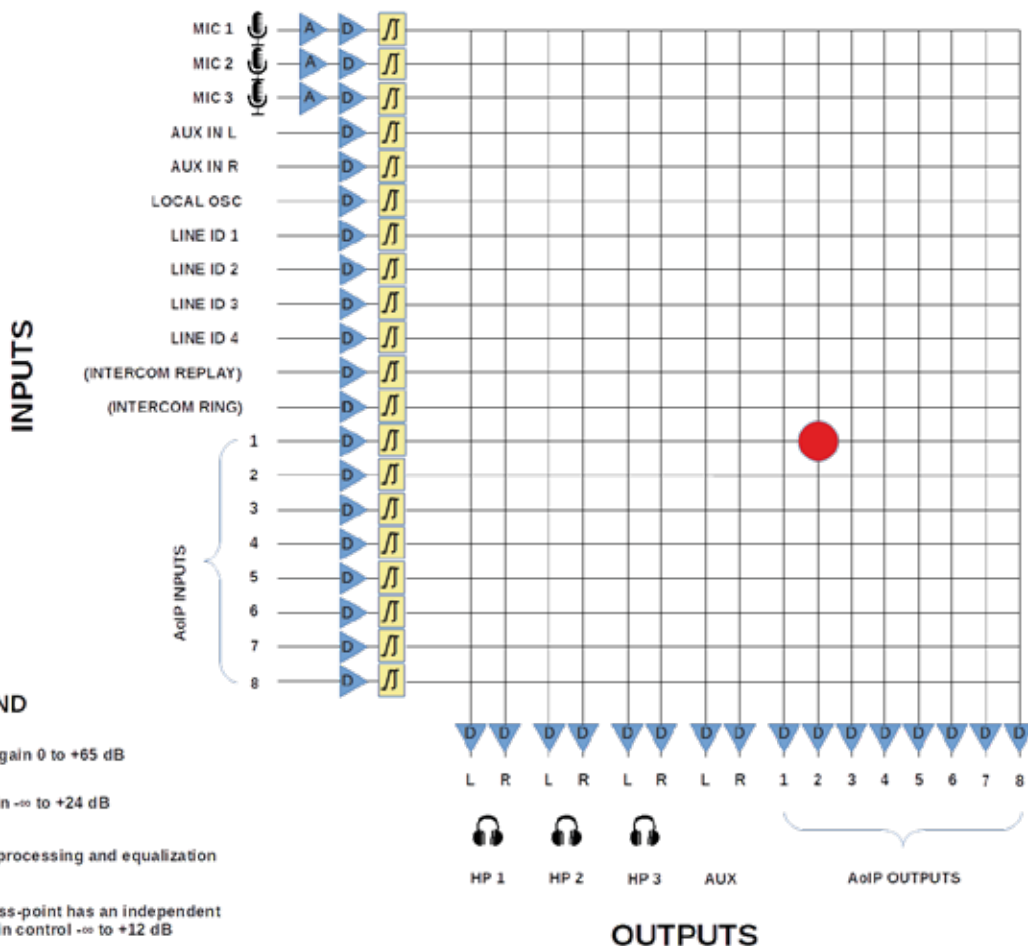 MIC 1 A D
MIC 2 A D
MIC 3 A D
AUX IN L D
AUX IN R D
LOCAL OSC D
LINE ID 1 D
LINE ID 2 D
LINE ID 3 D
LINE ID 4 D
(INTERCOM REPLAY) D
(INTERCOM RING) D
INPUTS
1 D
2 D
3 D
4 D
5 D
6 D
7 D
8 D
AoIP INPUTS
ND
gain 0 to +65 dB
n -∞ to +24 dB
processing and equalization
ss-point has an independent
in control -∞ to +12 dB
D D D D D D D D D D D D D D D D
L R L R L R L R 1 2 3 4 5 6 7 8
HP 1 HP 2 HP 3 AUX AoIP OUTPUTS
OUTPUTS